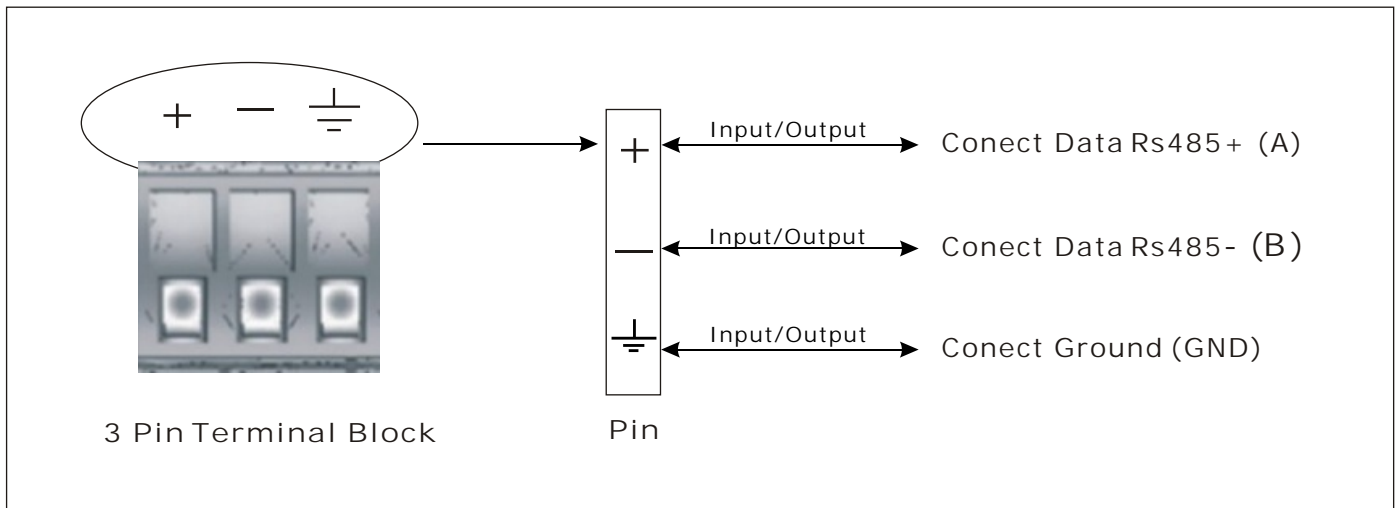 + — ⏚
+
Input/Output
Conect Data Rs485+ (A)
—
Input/Output
Conect Data Rs485- (B)
⏚
Input/Output
Conect Ground (GND)
3 Pin Terminal Block
Pin